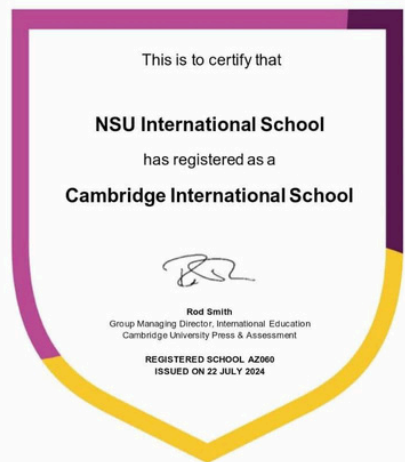 This is to certify that
NSU International School
has registered as a
Cambridge International School
Rod Smith
Group Managing Director, International Education
Cambridge University Press & Assessment
REGISTERED SCHOOL AZ060
ISSUED ON 22 JULY 2024